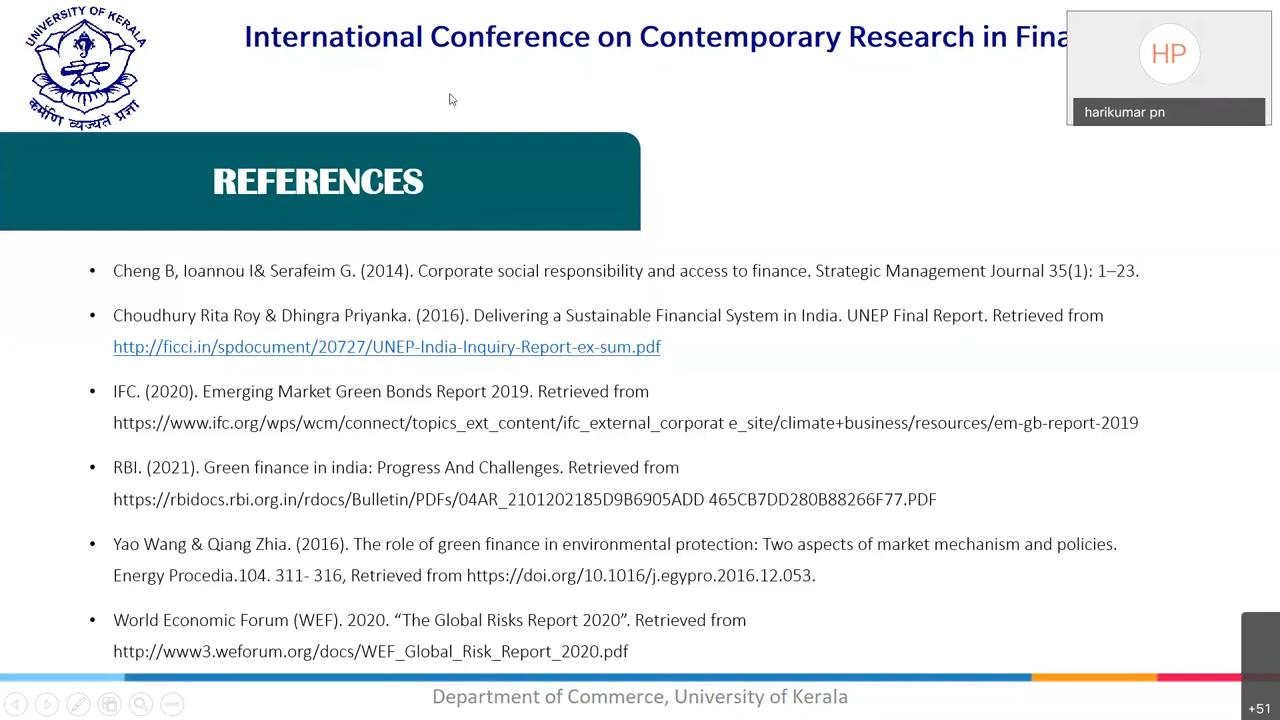 UNIVERSITY OF KERALA
कर्मणि व्यज्यते प्रज्ञा
International Conference on Contemporary Research in Fina
HP
harikumar pn
REFERENCES
• Cheng B, Ioannou I& Serafeim G. (2014). Corporate social responsibility and access to finance. Strategic Management Journal 35(1): 1–23.
• Choudhury Rita Roy & Dhingra Priyanka. (2016). Delivering a Sustainable Financial System in India. UNEP Final Report. Retrieved from
http://ficci.in/spdocument/20727/UNEP-India-Inquiry-Report-ex-sum.pdf
• IFC. (2020). Emerging Market Green Bonds Report 2019. Retrieved from
https://www.ifc.org/wps/wcm/connect/topics_ext_content/ifc_external_corporat e_site/climate+business/resources/em-gb-report-2019
• RBI. (2021). Green finance in india: Progress And Challenges. Retrieved from
https://rbidocs.rbi.org.in/rdocs/Bulletin/PDFs/04AR_2101202185D9B6905ADD 465CB7DD280B88266F77.PDF
• Yao Wang & Qiang Zhia. (2016). The role of green finance in environmental protection: Two aspects of market mechanism and policies.
Energy Procedia.104. 311- 316, Retrieved from https://doi.org/10.1016/j.egypro.2016.12.053.
• World Economic Forum (WEF). 2020. “The Global Risks Report 2020”. Retrieved from
http://www3.weforum.org/docs/WEF_Global_Risk_Report_2020.pdf
Department of Commerce, University of Kerala
+51